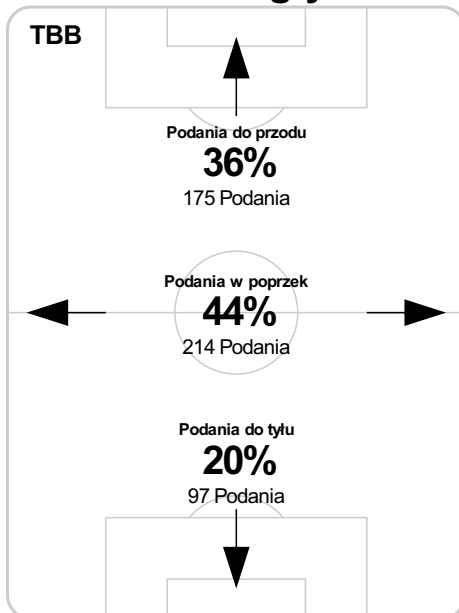 TBB
Podania do przodu
36%
175 Podania
Podania w poprzek
44%
214 Podania
Podania do tyłu
20%
97 Podania